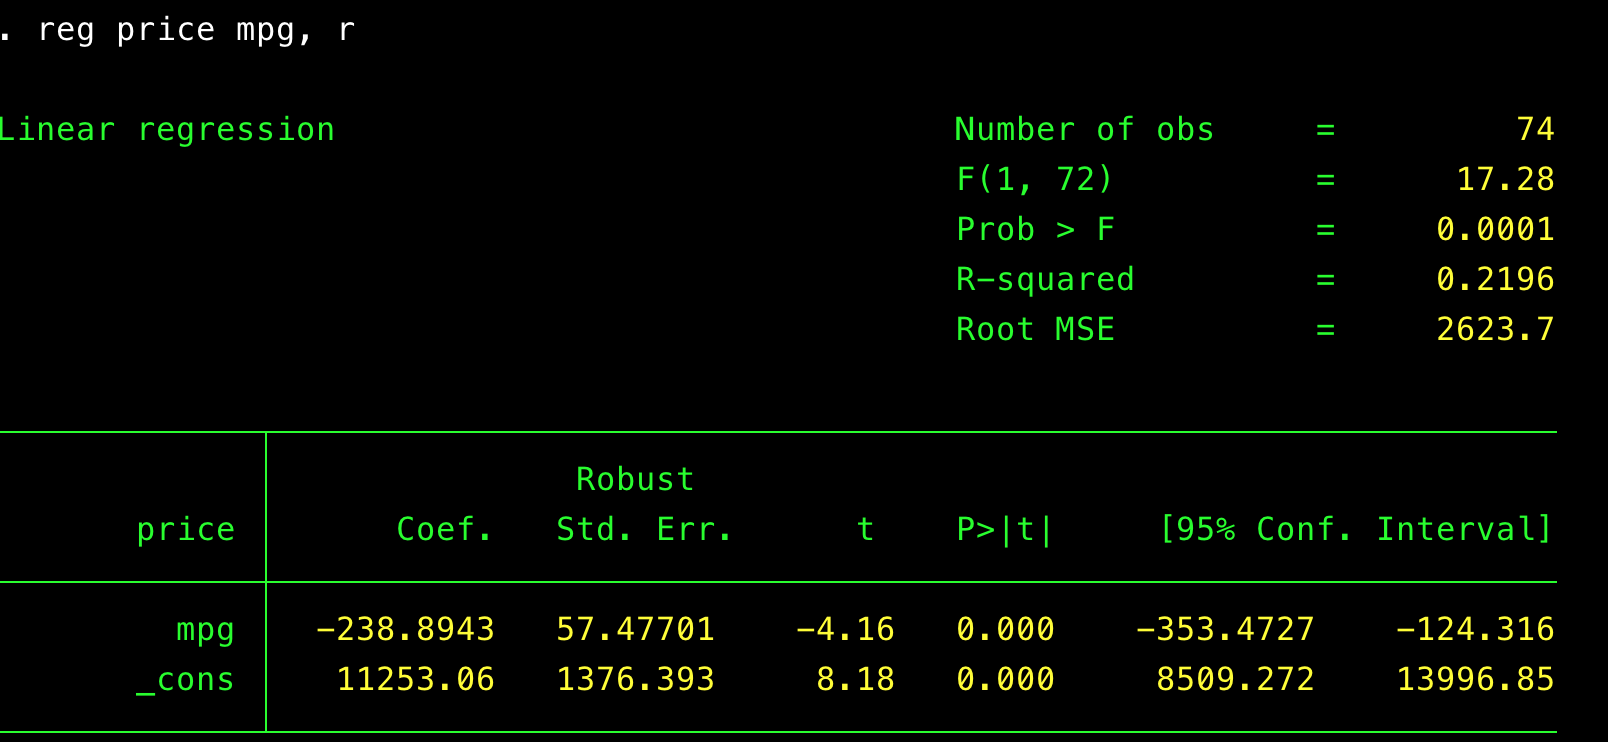 . reg price mpg, r
Linear regression Number of obs = 74
F(1, 72) = 17.28
Prob > F = 0.0001
R-squared = 0.2196
Root MSE = 2623.7
Robust
price Coef. Std. Err. t P>|t| [95% Conf. Interval]
mpg -238.8943 57.47701 -4.16 0.000 -353.4727 -124.316
_cons 11253.06 1376.393 8.18 0.000 8509.272 13996.85